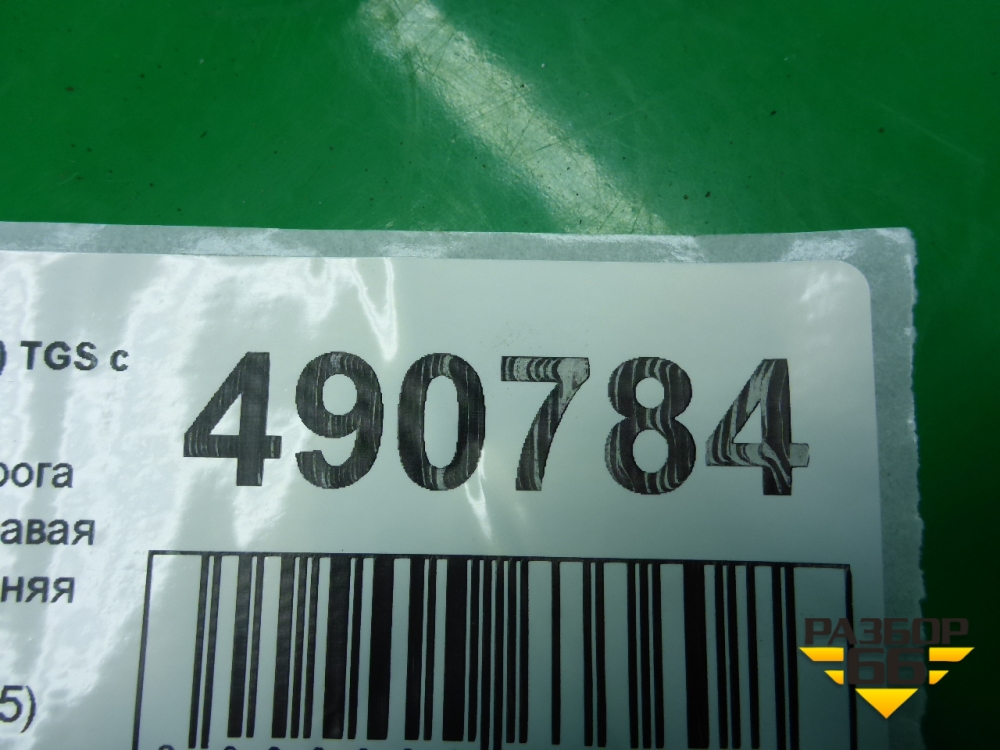 ) TGS с
490784
рога
авая
няя
5)
РАЗБОР
66